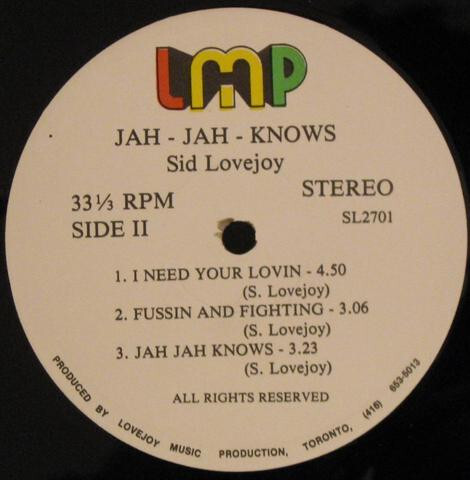 LMP
JAH - JAH - KNOWS
Sid Lovejoy
33⅓ RPM
STEREO
SIDE II
SL2701
1. I NEED YOUR LOVIN - 4.50
(S. Lovejoy)
2. FUSSIN AND FIGHTING - 3.06
(S. Lovejoy)
3. JAH JAH KNOWS - 3.23
(S. Lovejoy)
ALL RIGHTS RESERVED
PRODUCED BY LOVEJOY MUSIC PRODUCTION, TORONTO, (416) 653-5013